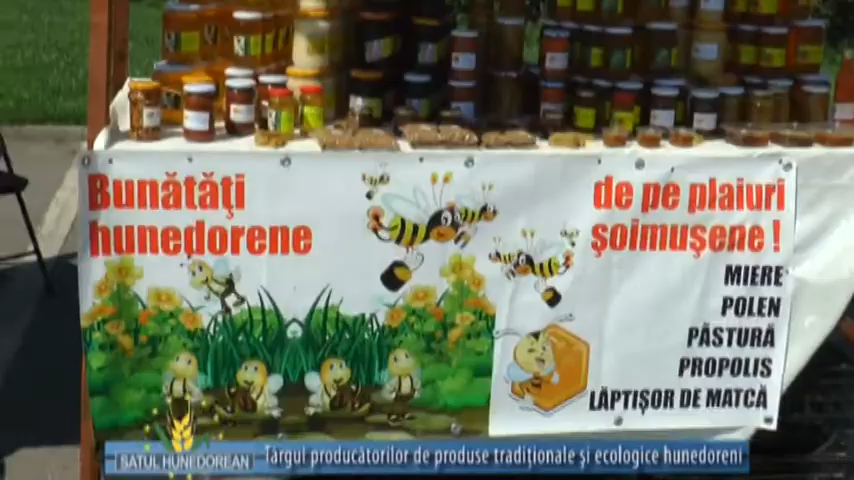 Bunătăţi
hunedorene
de pe plaiuri
şoimuşene !
MIERE
POLEN
PĂSTURĂ
PROPOLIS
LĂPTIŞOR DE MATCĂ
SATUL HUNEDOREAN
Târgul producătorilor de produse tradiționale și ecologice hunedoreni